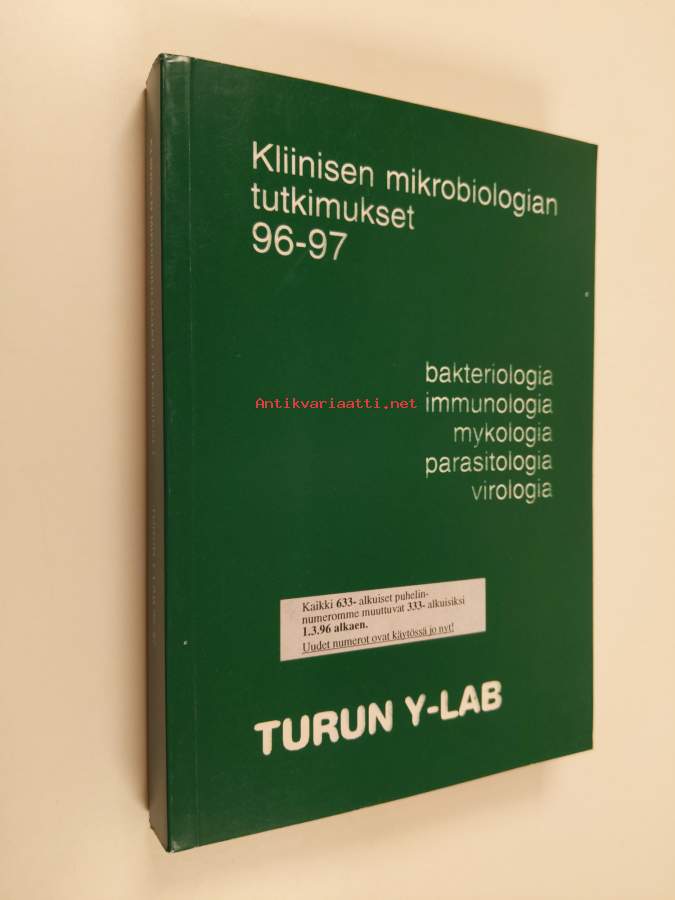 Kliinisen mikrobiologian
tutkimukset
96-97
bakteriologia
Antikvariaatti.net
immunologia
mykologia
parasitologia
virologia
Kaikki 633- alkuiset puhelin-
numeromme muuttuvat 333- alkuisiksi
1.3.96 alkaen.
Uudet numerot ovat käytössä jo nyt!
TURUN Y-LAB